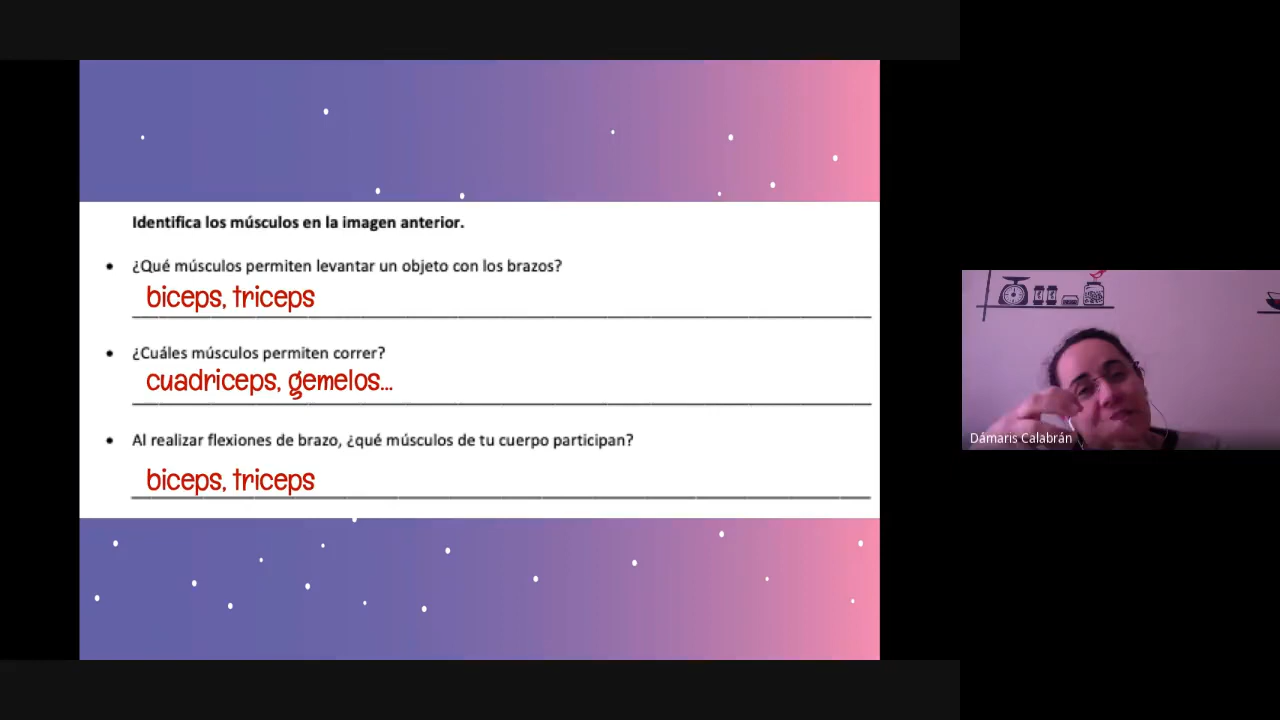 Identifica los músculos en la imagen anterior.
• ¿Qué músculos permiten levantar un objeto con los brazos?
biceps, triceps
• ¿Cuáles músculos permiten correr?
cuadriceps, gemelos...
• Al realizar flexiones de brazo, ¿qué músculos de tu cuerpo participan?
biceps, triceps
Dámaris Calabrán